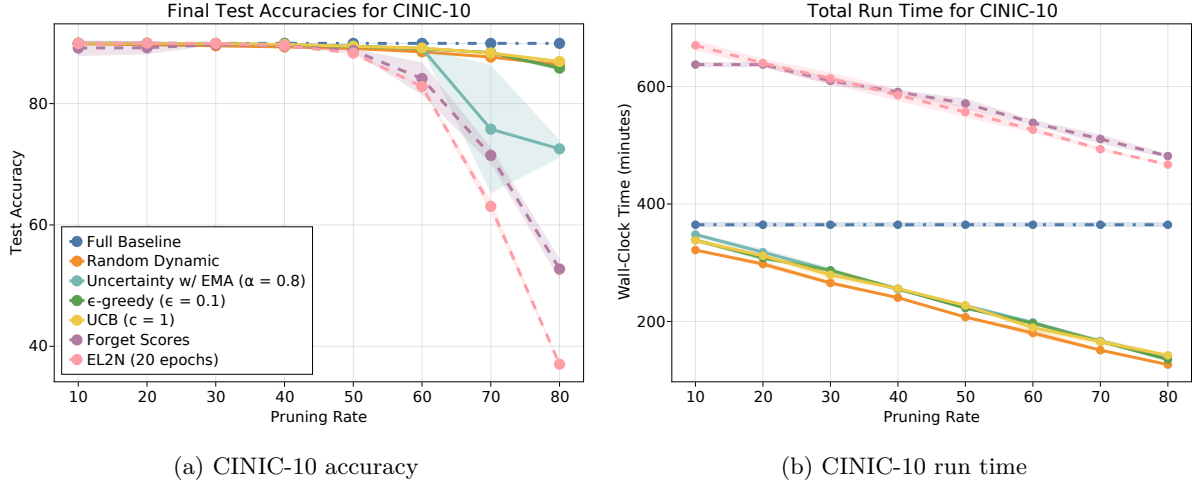 Final Test Accuracies for CINIC-10
Test Accuracy
80
60
40
Full Baseline
Random Dynamic
Uncertainty w/ EMA (α = 0.8)
ϵ-greedy (ϵ = 0.1)
UCB (c = 1)
Forget Scores
EL2N (20 epochs)
10 20 30 40 50 60 70 80
Pruning Rate
(a) CINIC-10 accuracy
Total Run Time for CINIC-10
Wall-Clock Time (minutes)
600
400
200
10 20 30 40 50 60 70 80
Pruning Rate
(b) CINIC-10 run time